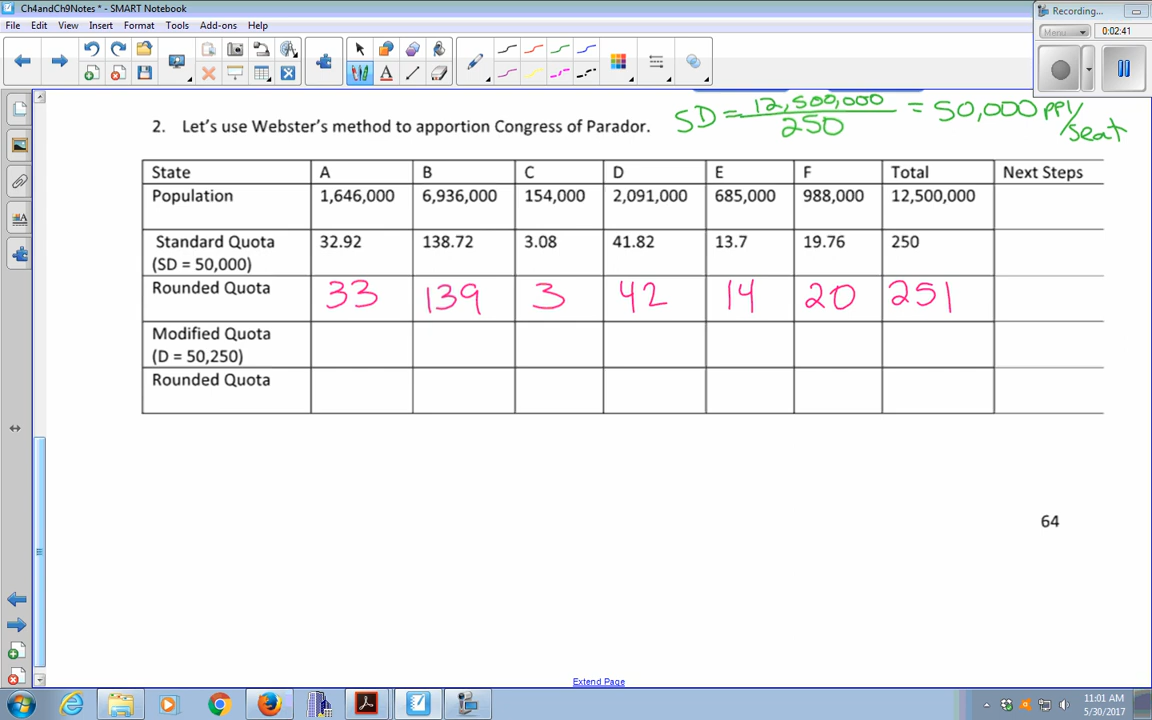 Ch4andCh9Notes * - SMART Notebook
File Edit View Insert Format Tools Add-ons Help
Recording...
Menu
0:02:41
SD = 12,500,000 / 250 = 50,000 ppl/seat
2. Let's use Webster's method to apportion Congress of Parador.
State A B C D E F Total Next Steps
Population 1,646,000 6,936,000 154,000 2,091,000 685,000 988,000 12,500,000
Standard Quota 32.92 138.72 3.08 41.82 13.7 19.76 250
(SD = 50,000)
Rounded Quota 33 139 3 42 14 20 251
Modified Quota
(D = 50,250)
Rounded Quota
64
Extend Page
11:01 AM
5/30/2017